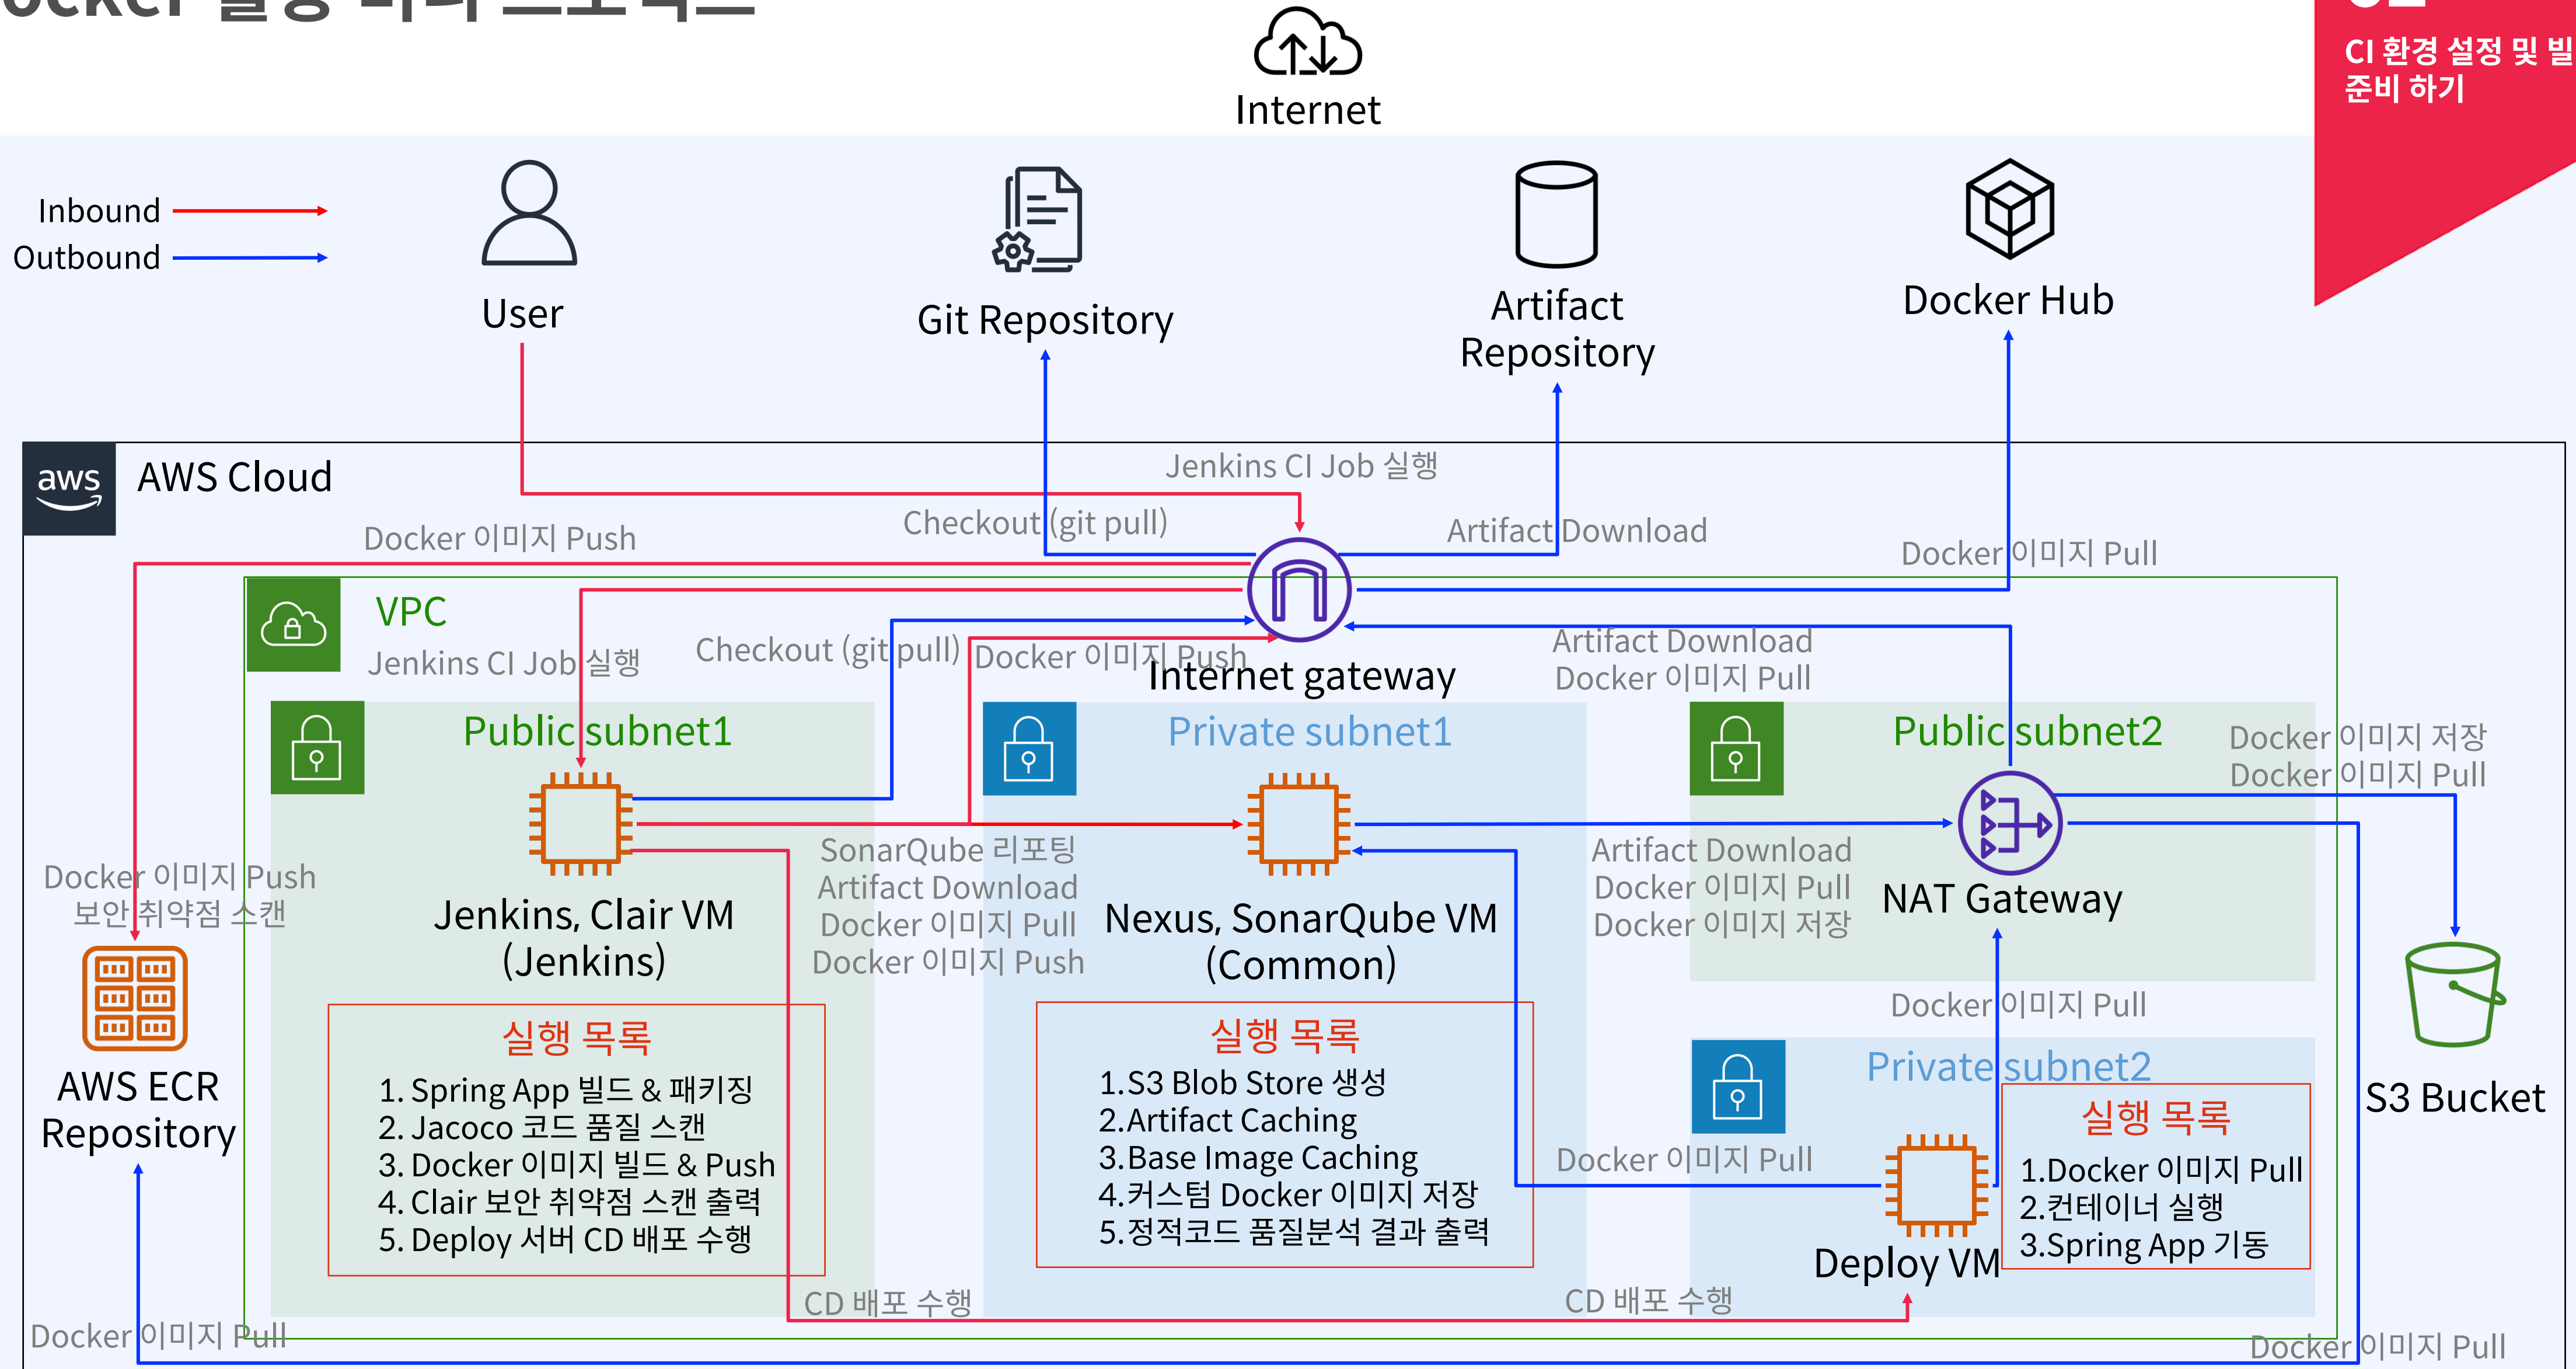 CI 환경 설정 및 빌
준비 하기
Internet
Inbound
Outbound
User
Git Repository
Artifact
Repository
Docker Hub
aws
AWS Cloud
Jenkins CI Job 실행
Checkout (git pull)
Artifact Download
Docker 이미지 Push
Docker 이미지 Pull
VPC
Jenkins CI Job 실행
Checkout (git pull)
Docker 이미지 Push
Internet gateway
Artifact Download
Docker 이미지 Pull
Public subnet1
Private subnet1
Public subnet2
Docker 이미지 저장
Docker 이미지 Pull
Docker 이미지 Push
보안 취약점 스캔
Jenkins, Clair VM
(Jenkins)
SonarQube 리포팅
Artifact Download
Docker 이미지 Pull
Docker 이미지 Push
Nexus, SonarQube VM
(Common)
Artifact Download
Docker 이미지 Pull
Docker 이미지 저장
NAT Gateway
Docker 이미지 Pull
AWS ECR
Repository
실행 목록
1. Spring App 빌드 & 패키징
2. Jacoco 코드 품질 스캔
3. Docker 이미지 빌드 & Push
4. Clair 보안 취약점 스캔 출력
5. Deploy 서버 CD 배포 수행
실행 목록
1.S3 Blob Store 생성
2.Artifact Caching
3.Base Image Caching
4.커스텀 Docker 이미지 저장
5.정적코드 품질분석 결과 출력
Private subnet2
S3 Bucket
Docker 이미지 Pull
실행 목록
1.Docker 이미지 Pull
2.컨테이너 실행
3.Spring App 기동
Deploy VM
CD 배포 수행
CD 배포 수행
Docker 이미지 Pull
Docker 이미지 Pull